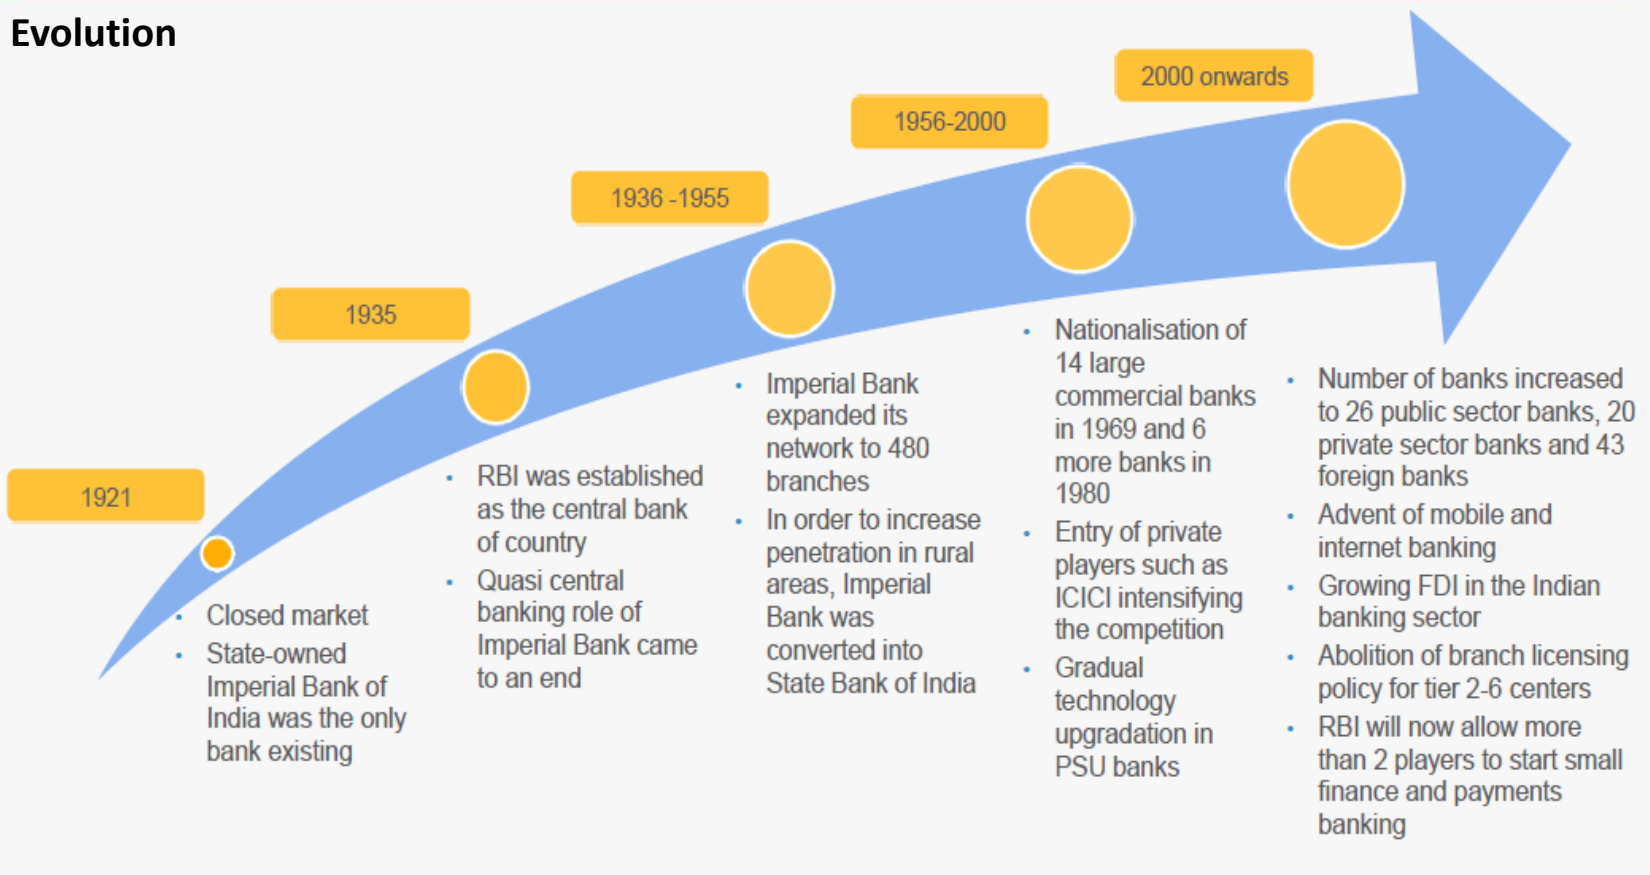 Evolution
1921
• Closed market
• State-owned
Imperial Bank of
India was the only
bank existing
1935
• RBI was established
as the central bank
of country
• Quasi central
banking role of
Imperial Bank came
to an end
1936 -1955
• Imperial Bank
expanded its
network to 480
branches
• In order to increase
penetration in rural
areas, Imperial
Bank was
converted into
State Bank of India
1956-2000
• Nationalisation of
14 large
commercial banks
in 1969 and 6
more banks in
1980
• Entry of private
players such as
ICICI intensifying
the competition
• Gradual
technology
upgradation in
PSU banks
2000 onwards
• Number of banks increased
to 26 public sector banks, 20
private sector banks and 43
foreign banks
• Advent of mobile and
internet banking
• Growing FDI in the Indian
banking sector
• Abolition of branch licensing
policy for tier 2-6 centers
• RBI will now allow more
than 2 players to start small
finance and payments
banking